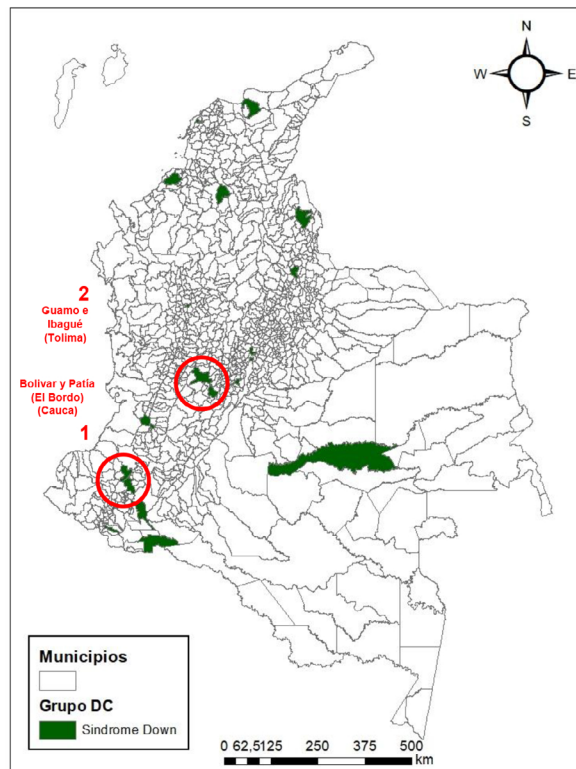 N
W
E
S
2
Guamo e
Ibagué
(Tolima)
Bolivar y Patía
(El Bordo)
(Cauca)
1
Municipios
Grupo DC
Sindrome Down
0 62,5125 250 375 500
km